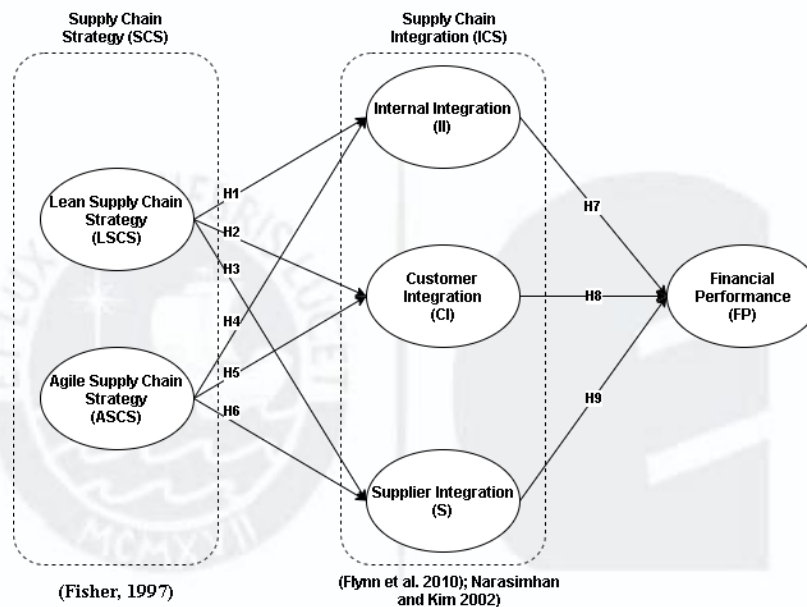 Supply Chain
Strategy (SCS)
Supply Chain
Integration (ICS)
Internal Integration
(II)
Lean Supply Chain
Strategy
(LSCS)
H1
H2
H3
H7
Customer
Integration
(CI)
H8
Financial
Performance
(FP)
H4
Agile Supply Chain
Strategy
(ASCS)
H5
H6
H9
Supplier Integration
(S)
MCMXVII
(Fisher, 1997)
(Flynn et al. 2010); Narasimhan
and Kim 2002)